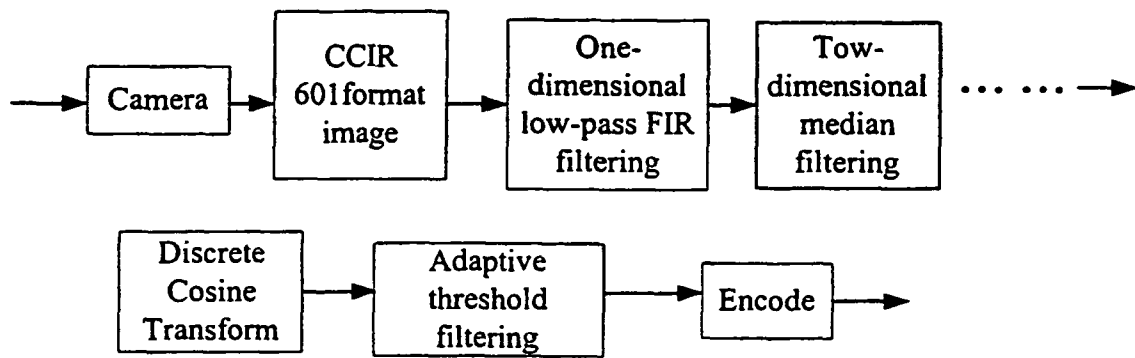 Camera
CCIR
601format
image
One-
dimensional
low-pass FIR
filtering
Tow-
dimensional
median
filtering
... ...
Discrete
Cosine
Transform
Adaptive
threshold
filtering
Encode